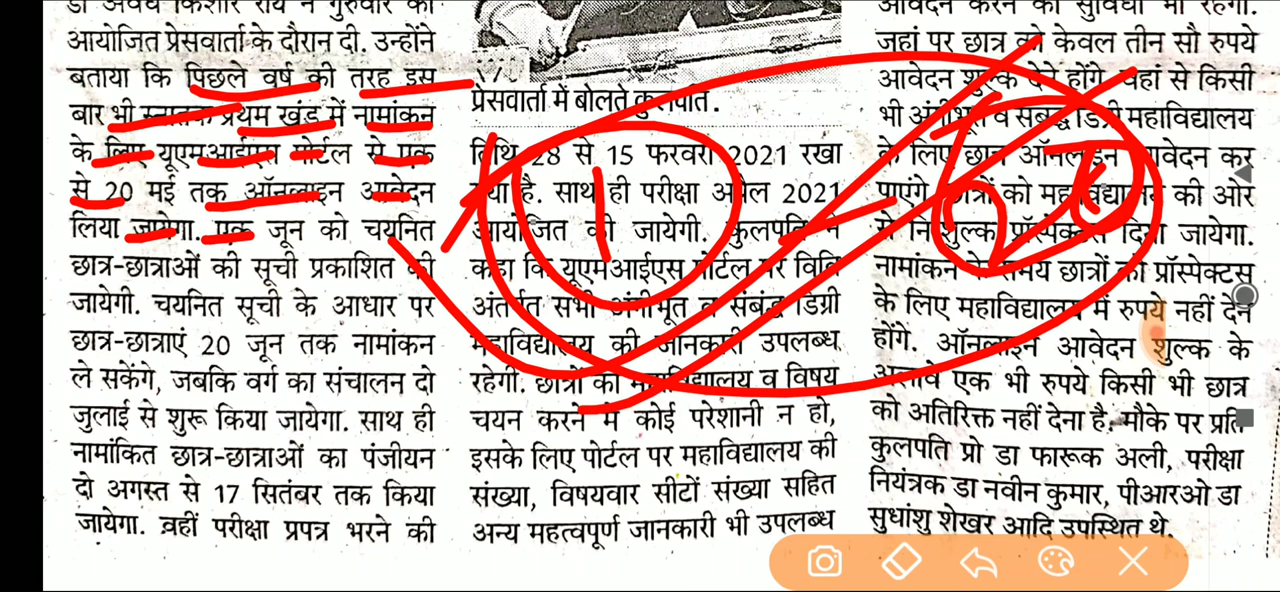 डा अवध किशोर राय ने गुरुवार को
आयोजित प्रेसवार्ता के दौरान दी. उन्होंने
बताया कि पिछले वर्ष की तरह इस
बार भी स्नातक प्रथम खंड में नामांकन
के लिए यूएमआईएस पोर्टल से एक
से 20 मई तक ऑनलाइन आवेदन
लिया जायेगा. एक जून को चयनित
छात्र-छात्राओं की सूची प्रकाशित की
जायेगी. चयनित सूची के आधार पर
छात्र-छात्राएं 20 जून तक नामांकन
ले सकेंगे, जबकि वर्ग का संचालन दो
जुलाई से शुरू किया जायेगा. साथ ही
नामांकित छात्र-छात्राओं का पंजीयन
दो अगस्त से 17 सितंबर तक किया
जायेगा. वहीं परीक्षा प्रपत्र भरने की
प्रेसवार्ता में बोलते कुलपति.
तिथि 28 से 15 फरवरी 2021 रखा
गया है. साथ ही परीक्षा अप्रैल 2021
आयोजित की जायेगी. कुलपति ने
कहा कि यूएमआईएस पोर्टल पर विवि
अंतर्गत सभी अंगीभूत व संबंद्ध डिग्री
महाविद्यालय की जानकारी उपलब्ध
रहेगी. छात्रों को महाविद्यालय व विषय
चयन करने में कोई परेशानी न हो,
इसके लिए पोर्टल पर महाविद्यालय की
संख्या, विषयवार सीटों संख्या सहित
अन्य महत्वपूर्ण जानकारी भी उपलब्ध
आवेदन करने की सुविधा भी रहेगी.
जहां पर छात्र को केवल तीन सौ रुपये
आवेदन शुल्क देने होंगे. यहां से किसी
भी अंगीभूत व संबद्ध डिग्री महाविद्यालय
के लिए छात्र ऑनलाइन आवेदन कर
पाएंगे. छात्रों को महाविद्यालय की ओर
से निःशुल्क प्रॉस्पेक्टस दिया जायेगा.
नामांकन के समय छात्रों को प्रॉस्पेक्टस
के लिए महाविद्यालय में रुपये नहीं देने
होंगे. ऑनलाइन आवेदन शुल्क के
अलावे एक भी रुपये किसी भी छात्र
को अतिरिक्त नहीं देना है. मौके पर प्रति
कुलपति प्रो डा फारूक अली, परीक्षा
नियंत्रक डा नवीन कुमार, पीआरओ डा
सुधांशु शेखर आदि उपस्थित थे.
1